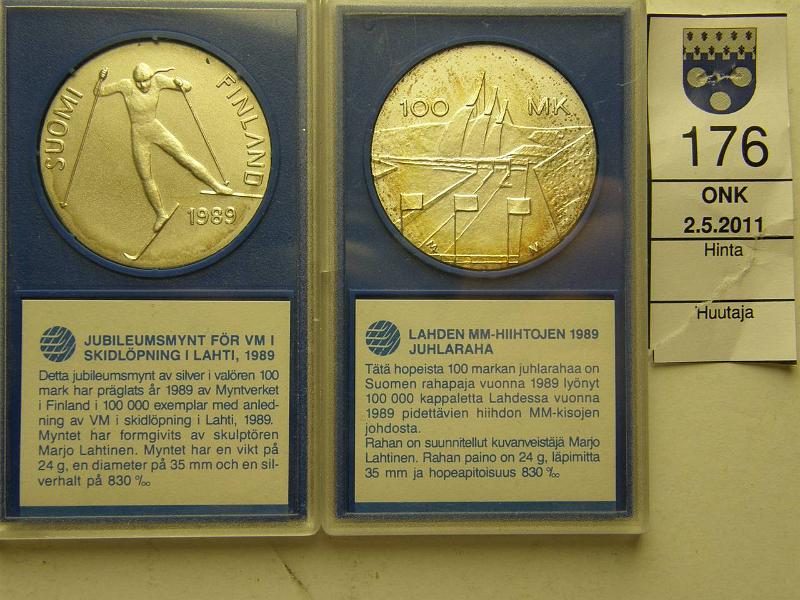 SUOMI FINLAND
1989
JUBILEUMSMYNT FÖR VM I
SKIDLÖPNING I LAHTI, 1989
Detta jubileumsmynt av silver i valören 100
mark har präglats år 1989 av Myntverket
i Finland i 100 000 exemplar med anled-
ning av VM i skidlöpning i Lahti, 1989.
Myntet har formgivits av skulptören
Marjo Lahtinen. Myntet har en vikt på
24 g, en diameter på 35 mm och en sil-
verhalt på 830 ‰
100 MK
M V
LAHDEN MM-HIIHTOJEN 1989
JUHLARAHA
Tätä hopeista 100 markan juhlarahaa on
Suomen rahapaja vuonna 1989 lyönyt
100 000 kappaletta Lahdessa vuonna
1989 pidettävien hiihdon MM-kisojen
johdosta.
Rahan on suunnitellut kuvanveistäjä Marjo
Lahtinen. Rahan paino on 24 g, läpimitta
35 mm ja hopeapitoisuus 830 ‰
176
ONK
2.5.2011
Hinta
Huutaja